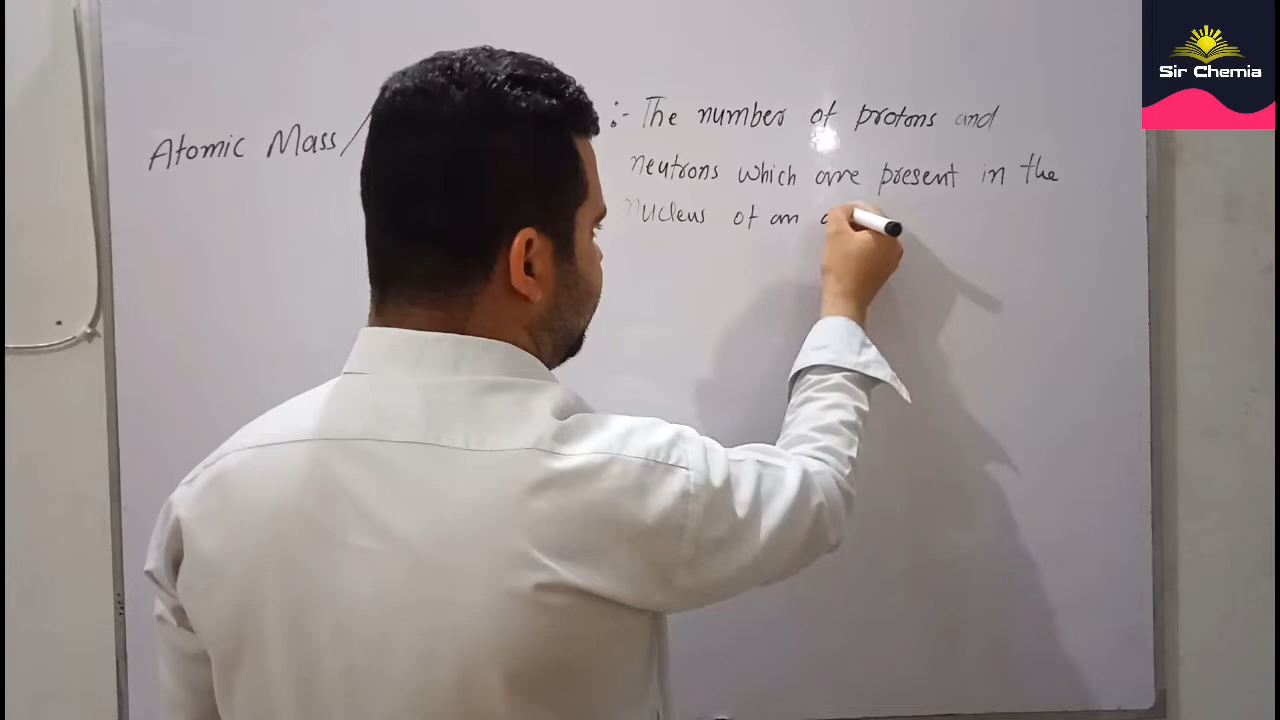 Sir Chemia
Atomic Mass/ :- The number of protons and
neutrons which are present in the
nucleus of an